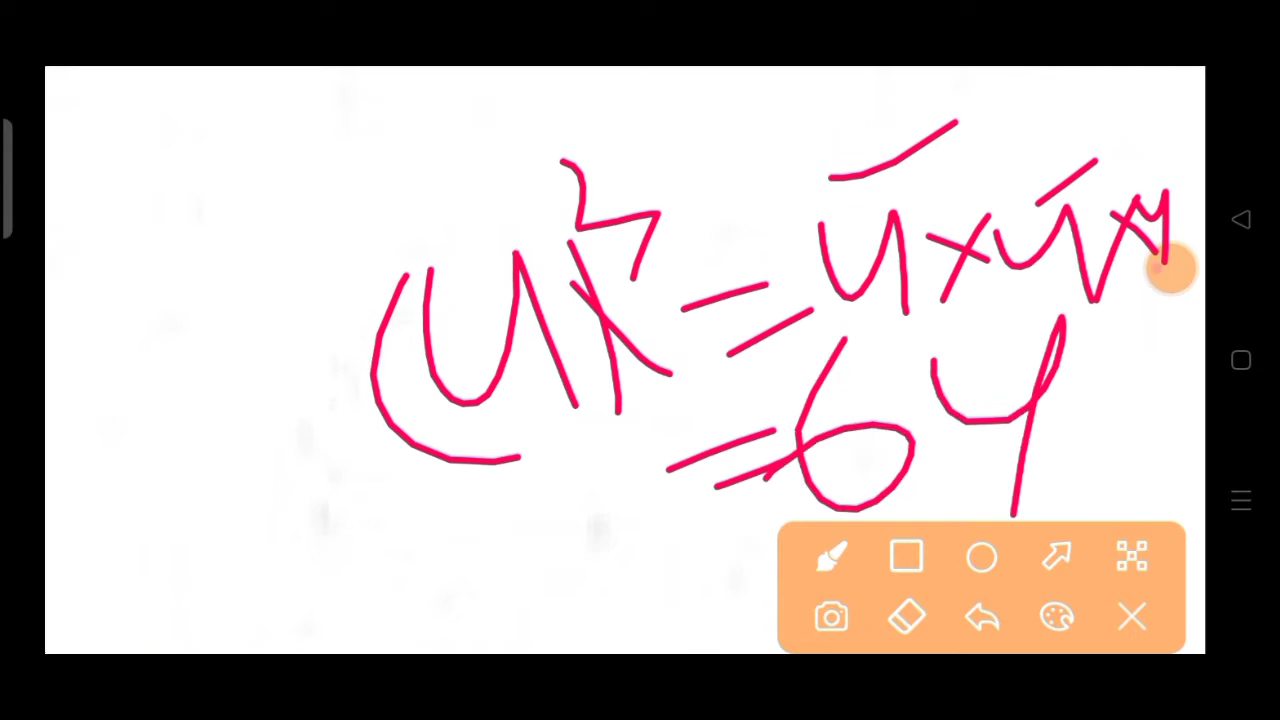 (4)³ = 4×4×4
= 64